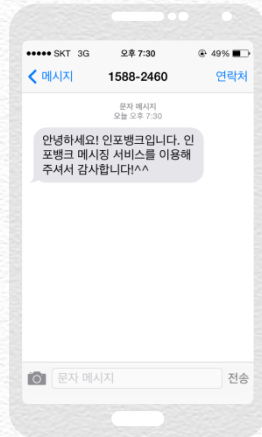 ●●●●● SKT 3G 오후 7:30 49%
메시지 1588-2460 연락처
문자 메시지
오늘 오후 7:30
안녕하세요! 인포뱅크입니다. 인
포뱅크 메시징 서비스를 이용해
주셔서 감사합니다!^^
문자 메시지 전송